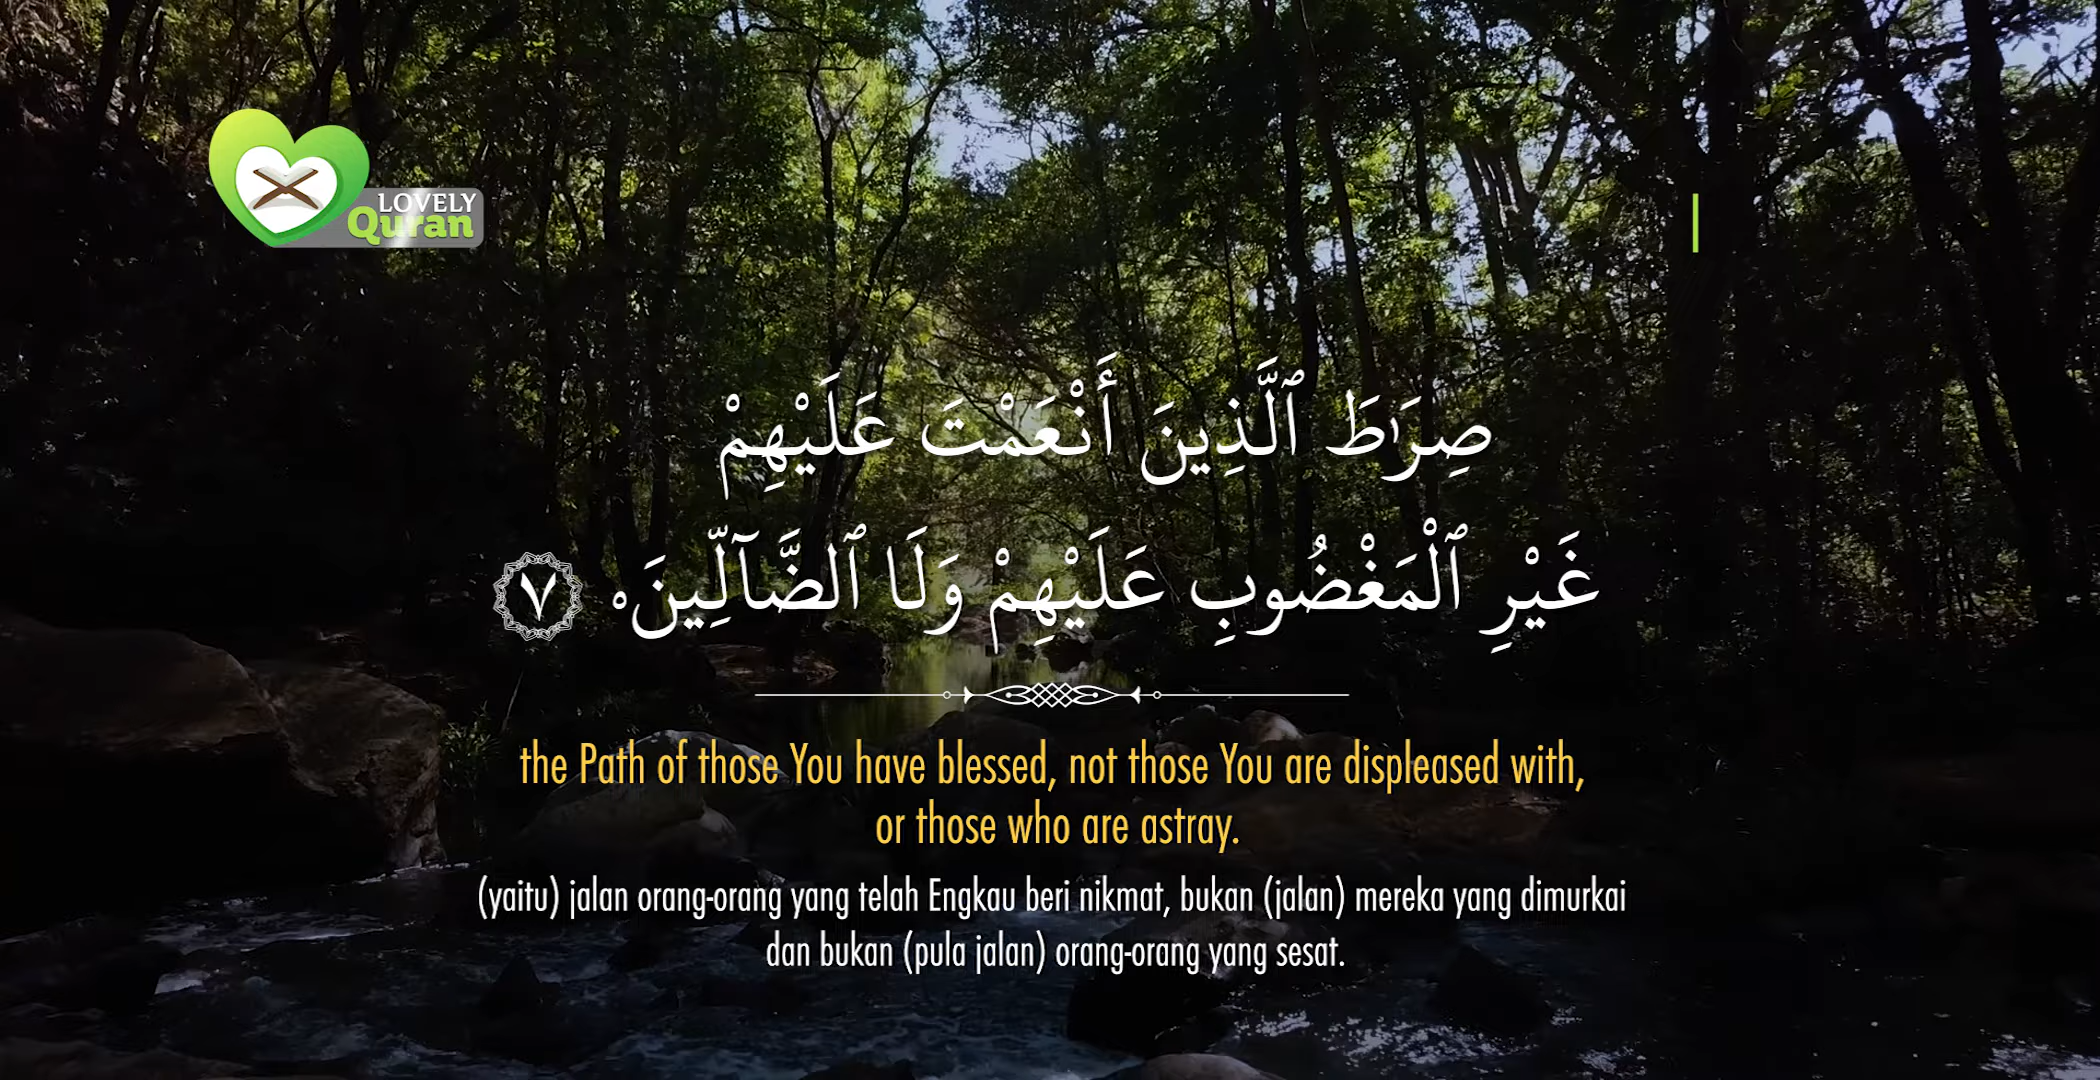 LOVELY
Quran
صِرَٰطَ ٱلَّذِينَ أَنْعَمْتَ عَلَيْهِمْ
غَيْرِ ٱلْمَغْضُوبِ عَلَيْهِمْ وَلَا ٱلضَّآلِّينَ ۝٧
the Path of those You have blessed, not those You are displeased with,
or those who are astray.
(yaitu) jalan orang-orang yang telah Engkau beri nikmat, bukan (jalan) mereka yang dimurkai
dan bukan (pula jalan) orang-orang yang sesat.